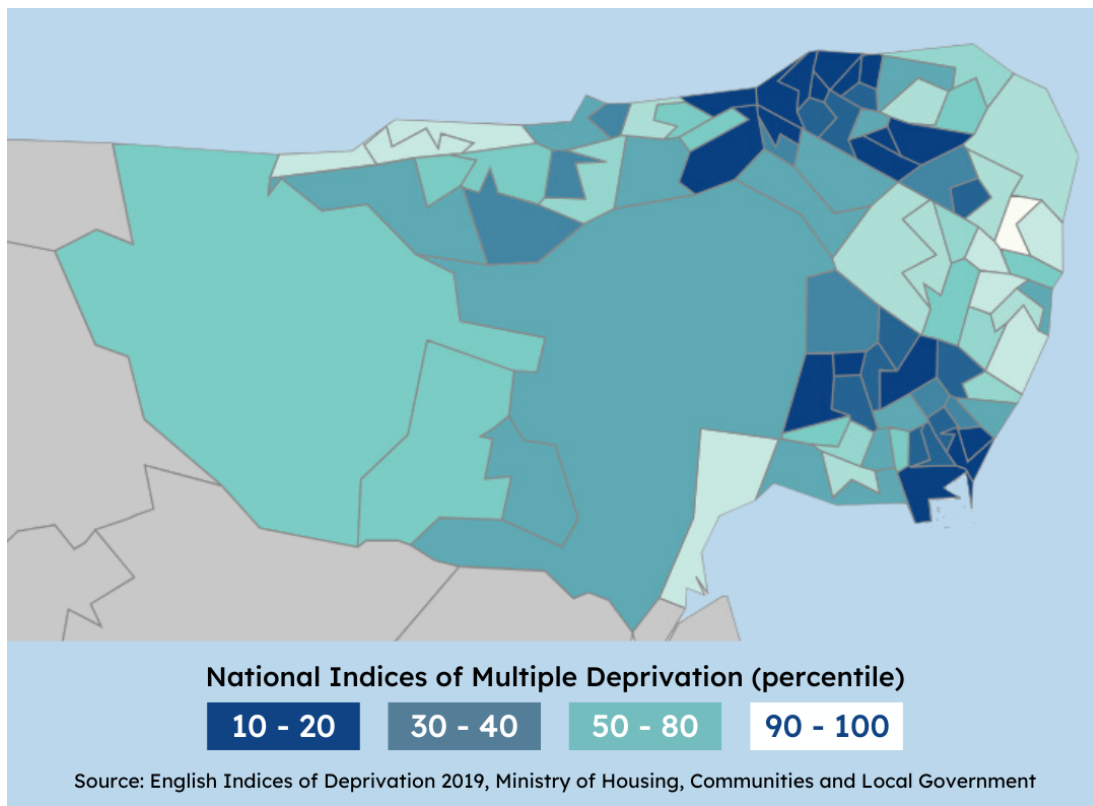 National Indices of Multiple Deprivation (percentile)
10 - 20 30 - 40 50 - 80 90 - 100
Source: English Indices of Deprivation 2019, Ministry of Housing, Communities and Local Government